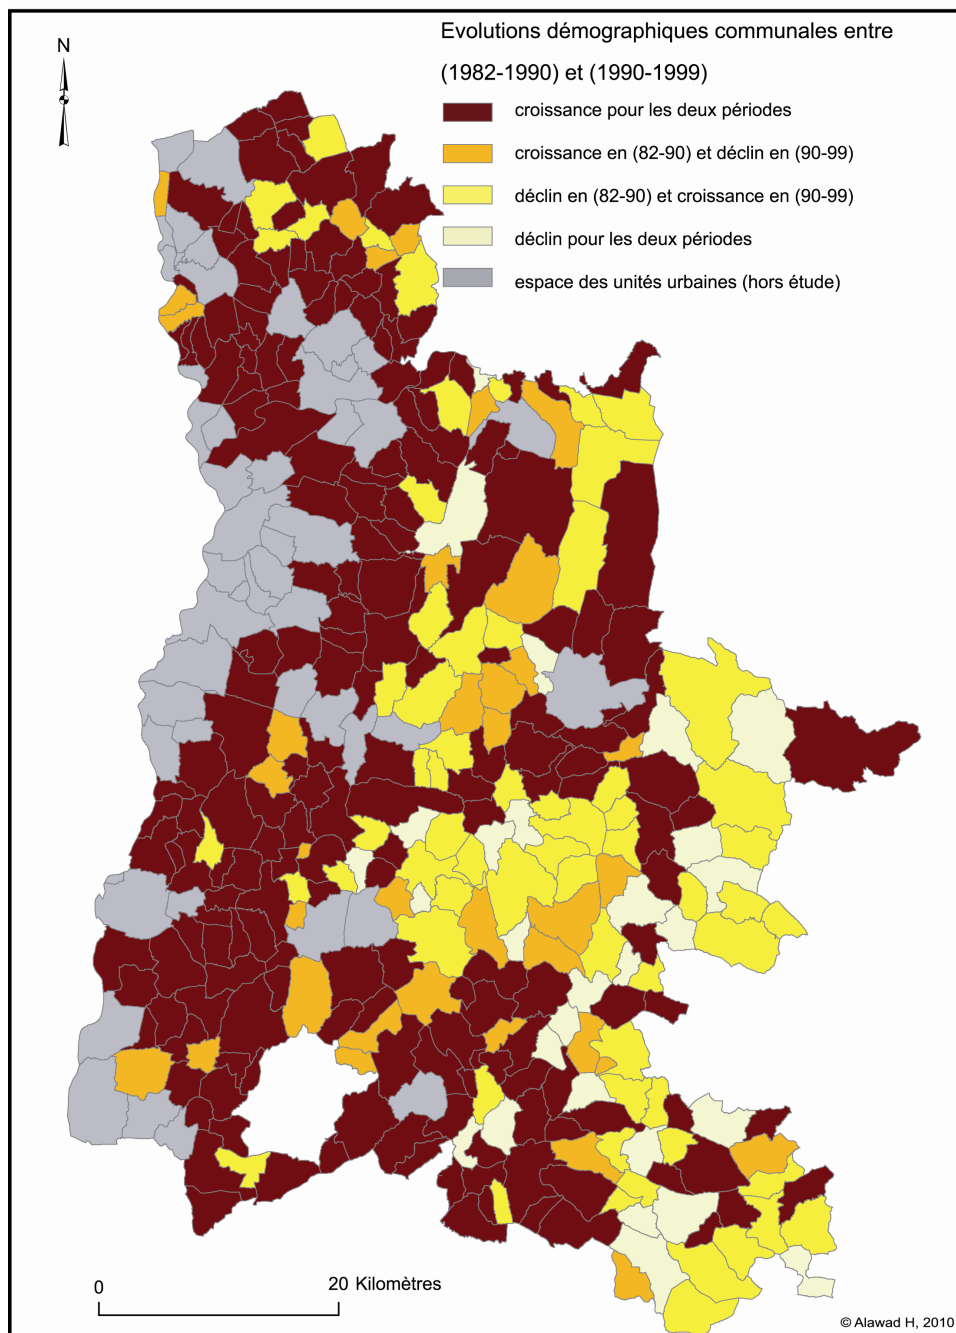 Evolutions démographiques communales entre
(1982-1990) et (1990-1999)
N
croissance pour les deux périodes
croissance en (82-90) et déclin en (90-99)
déclin en (82-90) et croissance en (90-99)
déclin pour les deux périodes
espace des unités urbaines (hors étude)
0 20 Kilomètres
© Alawad H, 2010